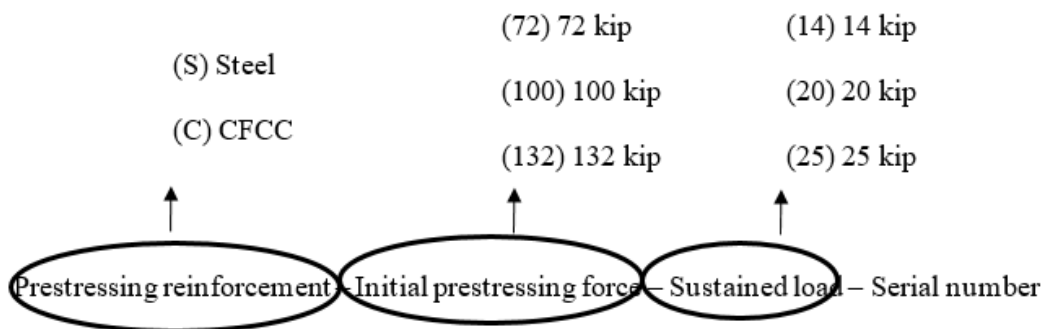 (72) 72 kip
(14) 14 kip
(S) Steel
(100) 100 kip
(20) 20 kip
(C) CFCC
(132) 132 kip
(25) 25 kip
Prestressing reinforcement – Initial prestressing force – Sustained load – Serial number